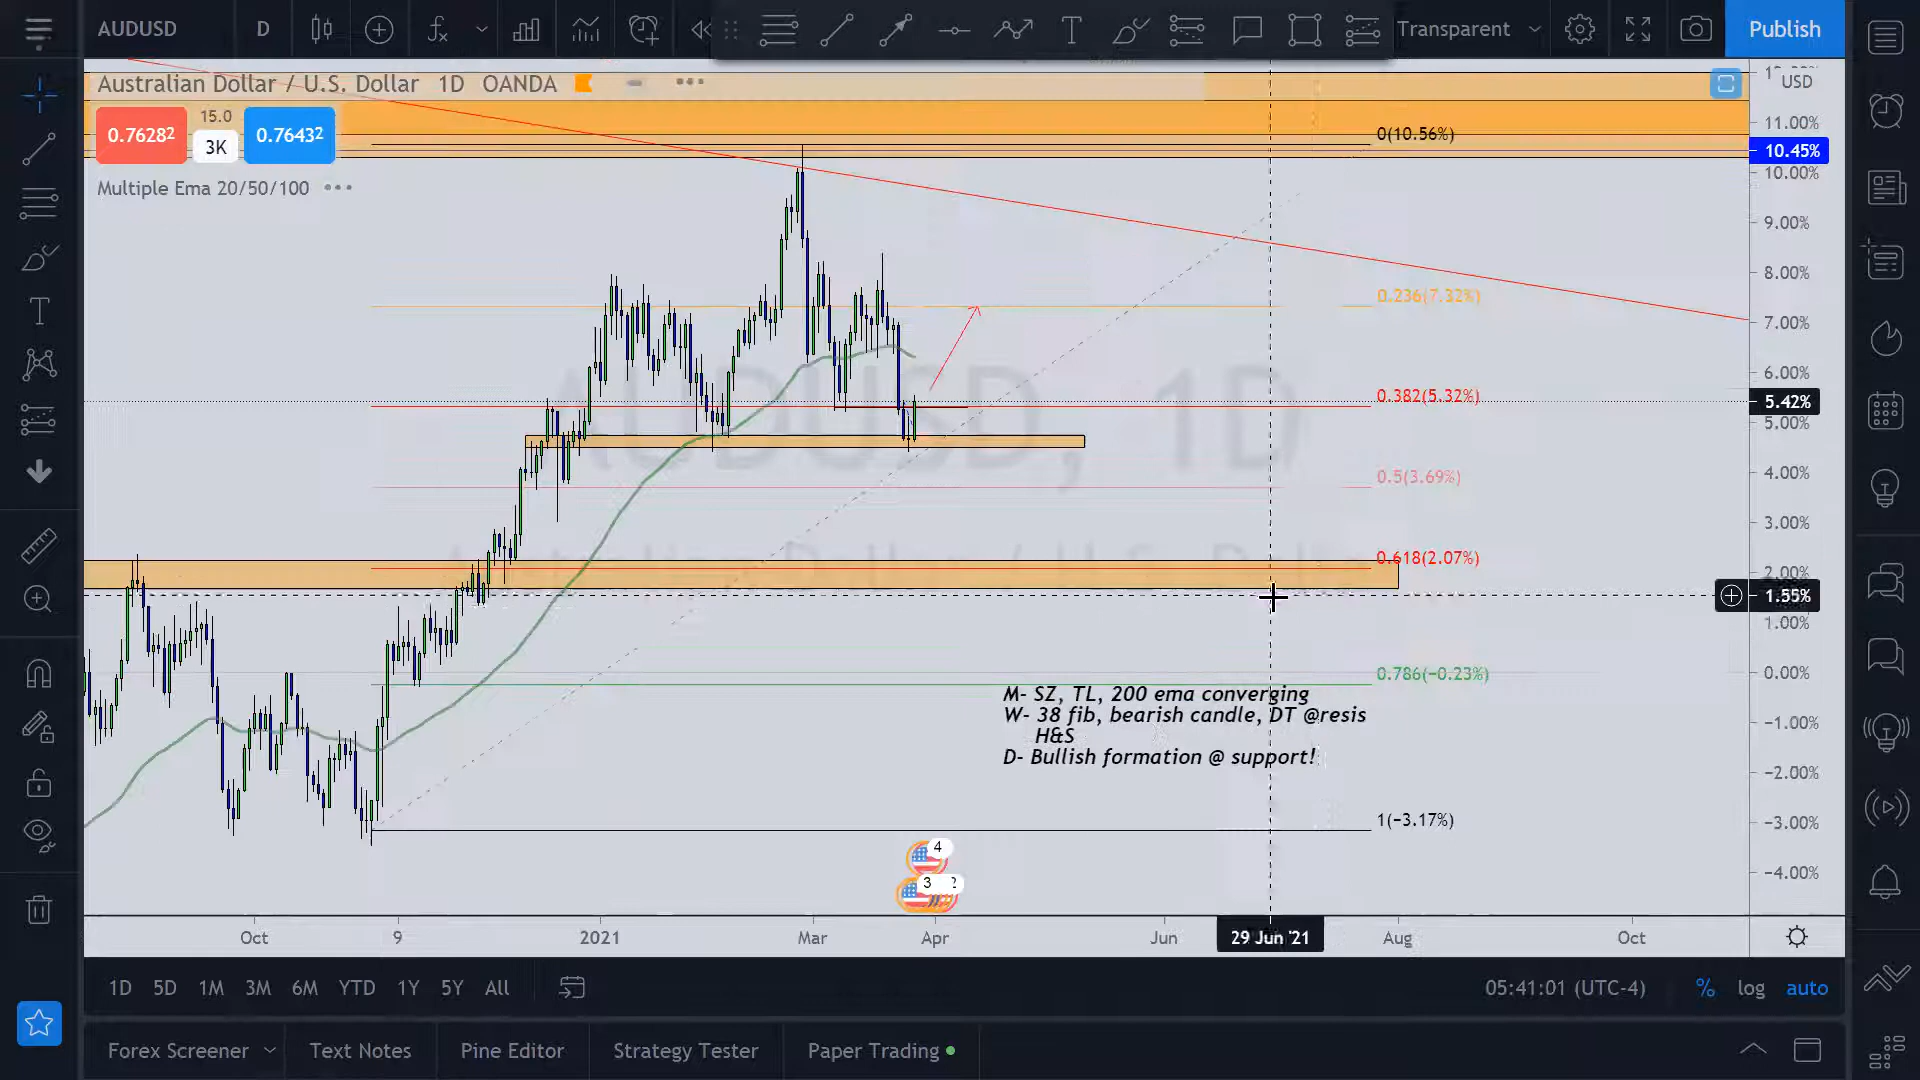 AUDUSD D Transparent Publish
Australian Dollar / U.S. Dollar 1D OANDA
USD
0.76282 15.0 3K 0.76432
Multiple Ema 20/50/100
0(10.56%)
0.236(7.32%)
0.382(5.32%)
0.5(3.69%)
0.618(2.07%)
0.786(−0.23%)
1(−3.17%)
AUDUSD, 1D
Australian Dollar / U.S. Dollar
M- SZ, TL, 200 ema converging
W- 38 fib, bearish candle, DT @resis
H&S
D- Bullish formation @ support!
11.00%
10.45%
10.00%
9.00%
8.00%
7.00%
6.00%
5.42%
5.00%
4.00%
3.00%
2.00%
1.55%
1.00%
0.00%
−1.00%
−2.00%
−3.00%
−4.00%
4
3 2
Oct 9 2021 Mar Apr Jun 29 Jun '21 Aug Oct
1D 5D 1M 3M 6M YTD 1Y 5Y All 05:41:01 (UTC-4) % log auto
Forex Screener Text Notes Pine Editor Strategy Tester Paper Trading